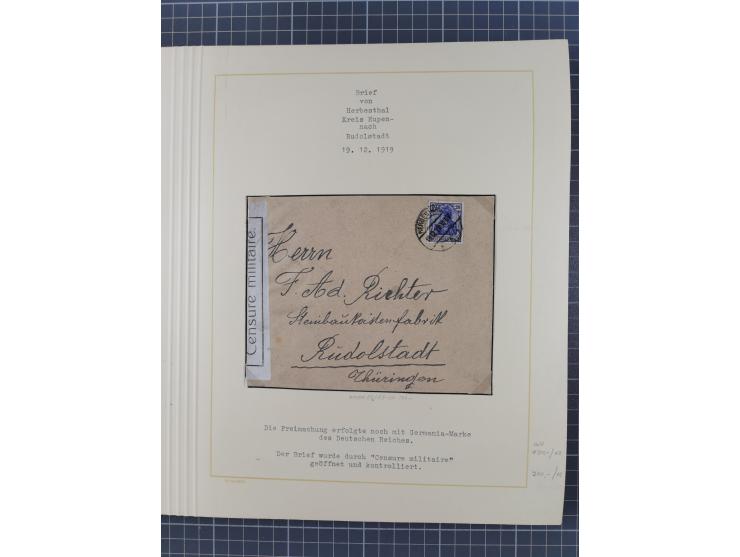 Brief
von
Herbesthal
Kreis Eupen-
nach
Rudolstadt
19. 12. 1919
Censure militaire.
Herrn
F. Ad. Richter
Steinbaukastenfabrik
Rudolstadt
Thüringen
Die Freimachung erfolgte noch mit Germania-Marke
des Deutschen Reiches.
Der Brief wurde durch "Censure militaire"
geöffnet und kontrolliert.